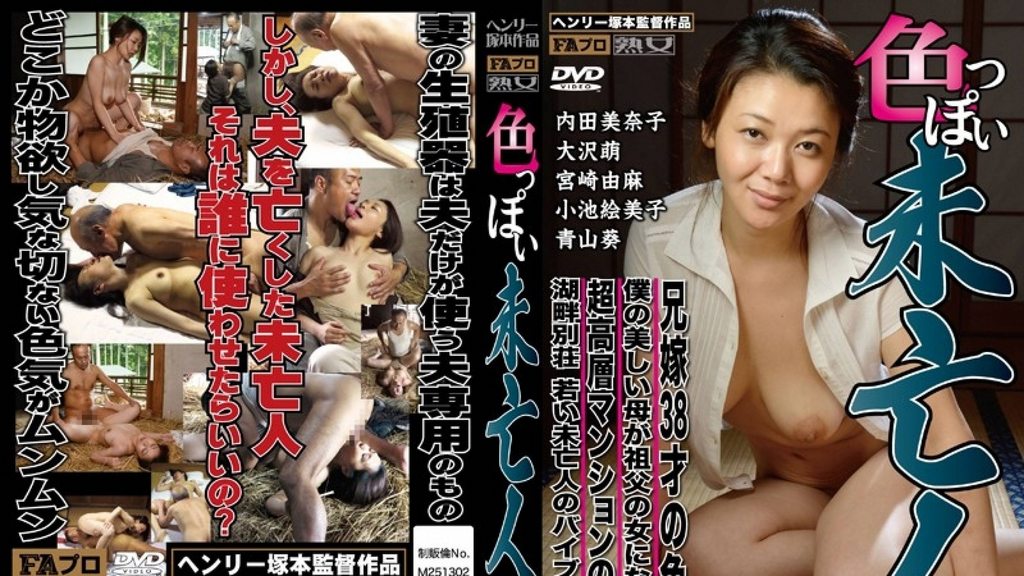 妻の生殖器は夫だけが使う夫専用のもの
しかし、夫を亡くした未亡人
それは誰に使わせたらいいの?
どこか物欲し気な切ない色気がムンムン
FAプロ
DVD
VIDEO
ヘンリー塚本監督作品
制販倫No.
M251302
ヘンリー
塚本作品
FAプロ
熟女
色っぽい未亡人
ヘンリー塚本監督作品
FAプロ
熟女
DVD
VIDEO
内田美奈子
大沢萌
宮崎由麻
小池絵美子
青山葵
色っぽい未亡人
兄嫁38才の色
僕の美しい母が祖父の女にな
超高層マンションの
湖畔別荘 若い未亡人のバイブ